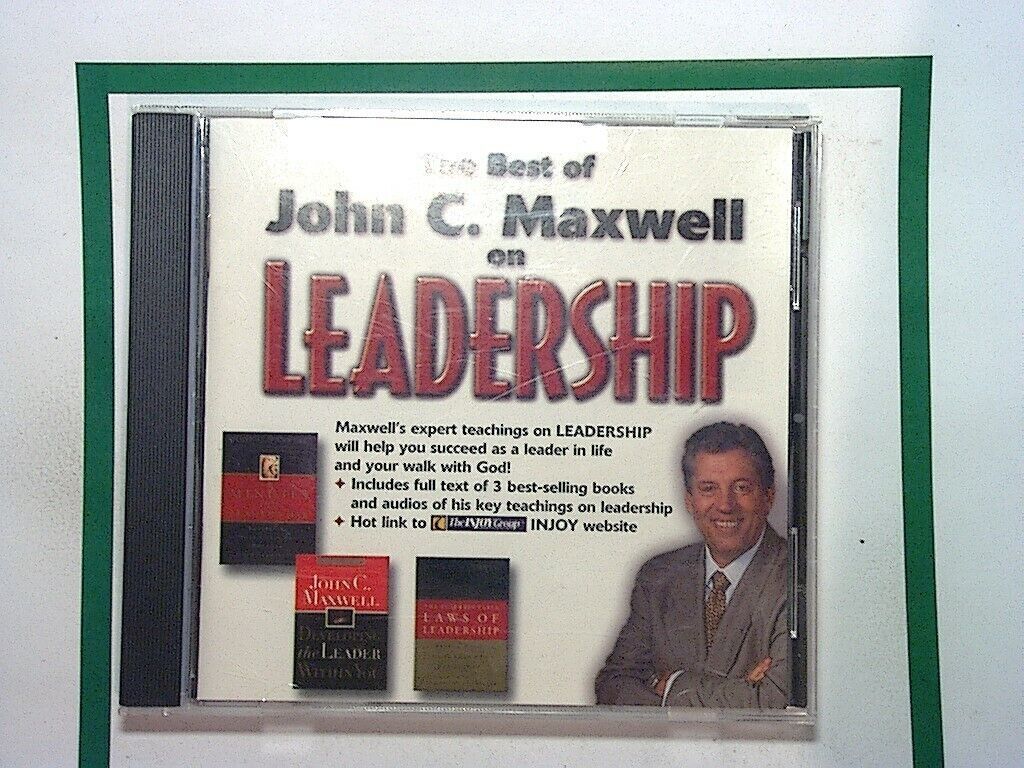 The Best of
John C. Maxwell
on
LEADERSHIP
Maxwell's expert teachings on LEADERSHIP
will help you succeed as a leader in life
and your walk with God!
✦ Includes full text of 3 best-selling books
and audios of his key teachings on leadership
✦ Hot link to The INJOY Group INJOY website
JOHN C.
MAXWELL
DEVELOPING
the LEADER
WITHIN YOU
LAWS OF
LEADERSHIP